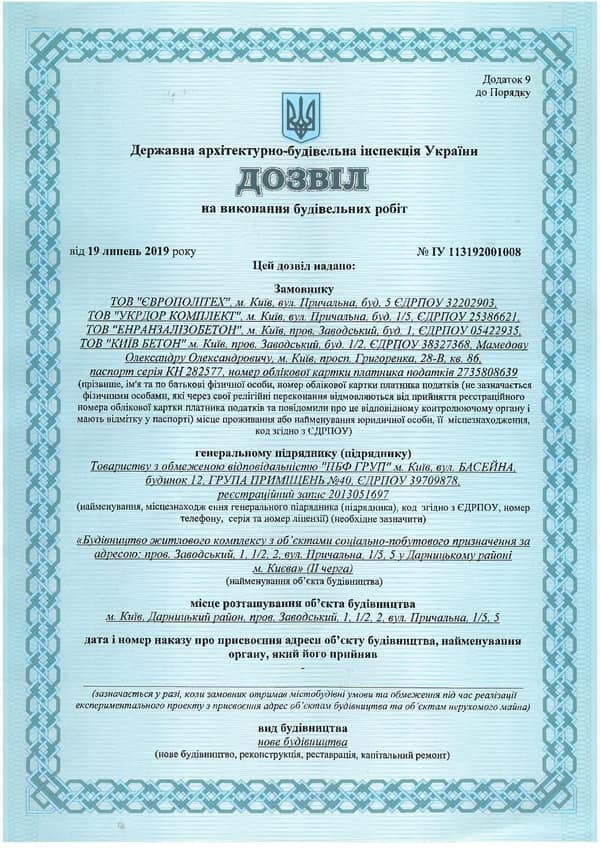 Додаток 9
до Порядку
Державна архітектурно-будівельна інспекція України
ДОЗВІЛ
на виконання будівельних робіт
від 19 липень 2019 року № ІУ 113192001008
Цей дозвіл надано:
Замовнику
ТОВ "ЄВРОПОЛІТЕХ", м. Київ, вул. Причальна, буд. 5 ЄДРПОУ 32202903,
ТОВ "УКРДОР КОМПЛЕКТ", м. Київ, вул. Причальна, буд. 1/5, ЄДРПОУ 25386621,
ТОВ "ЕНРАНЗАЛІЗОБЕТОН", м. Київ, пров. Заводський, буд. 1, ЄДРПОУ 05422935,
ТОВ "КИЇВ БЕТОН" м. Київ, пров. Заводський, буд. 1/2, ЄДРПОУ 38327368, Мамедову
Олександру Олександровичу, м. Київ, просп. Григоренка, 28-В, кв. 86,
паспорт серія КН 282577, номер облікової картки платника податків 2735808639
(прізвище, ім'я та по батькові фізичної особи, номер облікової картки платника податків (не зазначається
фізичними особами, які через свої релігійні переконання відмовляються від прийняття реєстраційного
номера облікової картки платника податків та повідомили про це відповідному контролюючому органу і
мають відмітку у паспорті) місце проживання або найменування юридичної особи, її місцезнаходження,
код згідно з ЄДРПОУ)
генеральному підряднику (підряднику)
Товариству з обмеженою відповідальністю "ПБФ ГРУП" м. Київ, вул. БАСЕЙНА,
будинок 12, ГРУПА ПРИМІЩЕНЬ №40, ЄДРПОУ 39709878,
реєстраційний запис 2013051697
(найменування, місцезнаходж ення генерального підрядника (підрядника), код згідно з ЄДРПОУ, номер
телефону, серія та номер ліцензії) (необхідне зазначити)
«Будівництво житлового комплексу з об'єктами соціально-побутового призначення за
адресою: пров. Заводський, 1, 1/2, 2, вул. Причальна, 1/5, 5 у Дарницькому районі
м. Києва» (ІІ черга)
(найменування об'єкта будівництва)
місце розташування об'єкта будівництва
м. Київ, Дарницький район, пров. Заводський, 1, 1/2, 2, вул. Причальна, 1/5, 5
дата і номер наказу про присвоєння адреси об'єкту будівництва, найменування
органу, який його прийняв
-
(зазначається у разі, коли замовник отримав містобудівні умови та обмеження під час реалізації
експериментального проекту з присвоєння адрес об'єктам будівництва та об'єктам нерухомого майна)
вид будівництва
нове будівництва
(нове будівництво, реконструкція, реставрація, капітальний ремонт)